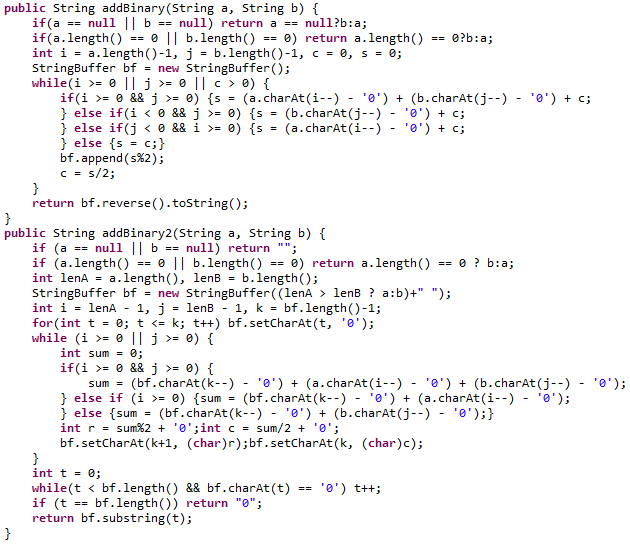 public String addBinary(String a, String b) {
    if(a == null || b == null) return a == null?b:a;
    if(a.length() == 0 || b.length() == 0) return a.length() == 0?b:a;
    int i = a.length()-1, j = b.length()-1, c = 0, s = 0;
    StringBuffer bf = new StringBuffer();
    while(i >= 0 || j >= 0 || c > 0) {
        if(i >= 0 && j >= 0) {s = (a.charAt(i--) - '0') + (b.charAt(j--) - '0') + c;
        } else if(i < 0 && j >= 0) {s = (b.charAt(j--) - '0') + c;
        } else if(j < 0 && i >= 0) {s = (a.charAt(i--) - '0') + c;
        } else {s = c;}
        bf.append(s%2);
        c = s/2;
    }
    return bf.reverse().toString();
}
public String addBinary2(String a, String b) {
    if (a == null || b == null) return "";
    if (a.length() == 0 || b.length() == 0) return a.length() == 0 ? b:a;
    int lenA = a.length(), lenB = b.length();
    StringBuffer bf = new StringBuffer((lenA > lenB ? a:b)+" ");
    int i = lenA - 1, j = lenB - 1, k = bf.length()-1;
    for(int t = 0; t <= k; t++) bf.setCharAt(t, '0');
    while (i >= 0 || j >= 0) {
        int sum = 0;
        if(i >= 0 && j >= 0) {
            sum = (bf.charAt(k--) - '0') + (a.charAt(i--) - '0') + (b.charAt(j--) - '0');
        } else if (i >= 0) {sum = (bf.charAt(k--) - '0') + (a.charAt(i--) - '0');
        } else {sum = (bf.charAt(k--) - '0') + (b.charAt(j--) - '0');}
        int r = sum%2 + '0';int c = sum/2 + '0';
        bf.setCharAt(k+1, (char)r);bf.setCharAt(k, (char)c);
    }
    int t = 0;
    while(t < bf.length() && bf.charAt(t) == '0') t++;
    if (t == bf.length()) return "0";
    return bf.substring(t);
}